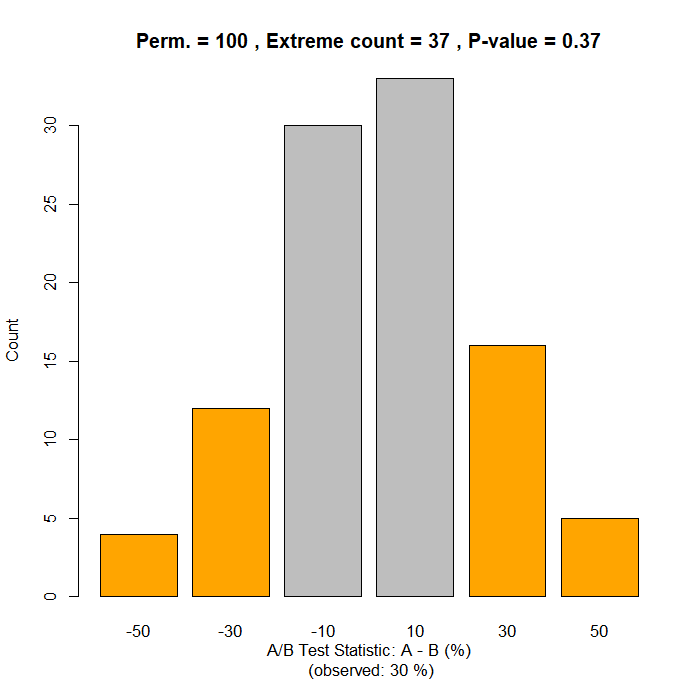 Perm. = 100 , Extreme count = 37 , P-value = 0.37
Count
30
25
20
15
10
5
0
-50 -30 -10 10 30 50
A/B Test Statistic: A - B (%)
(observed: 30 %)